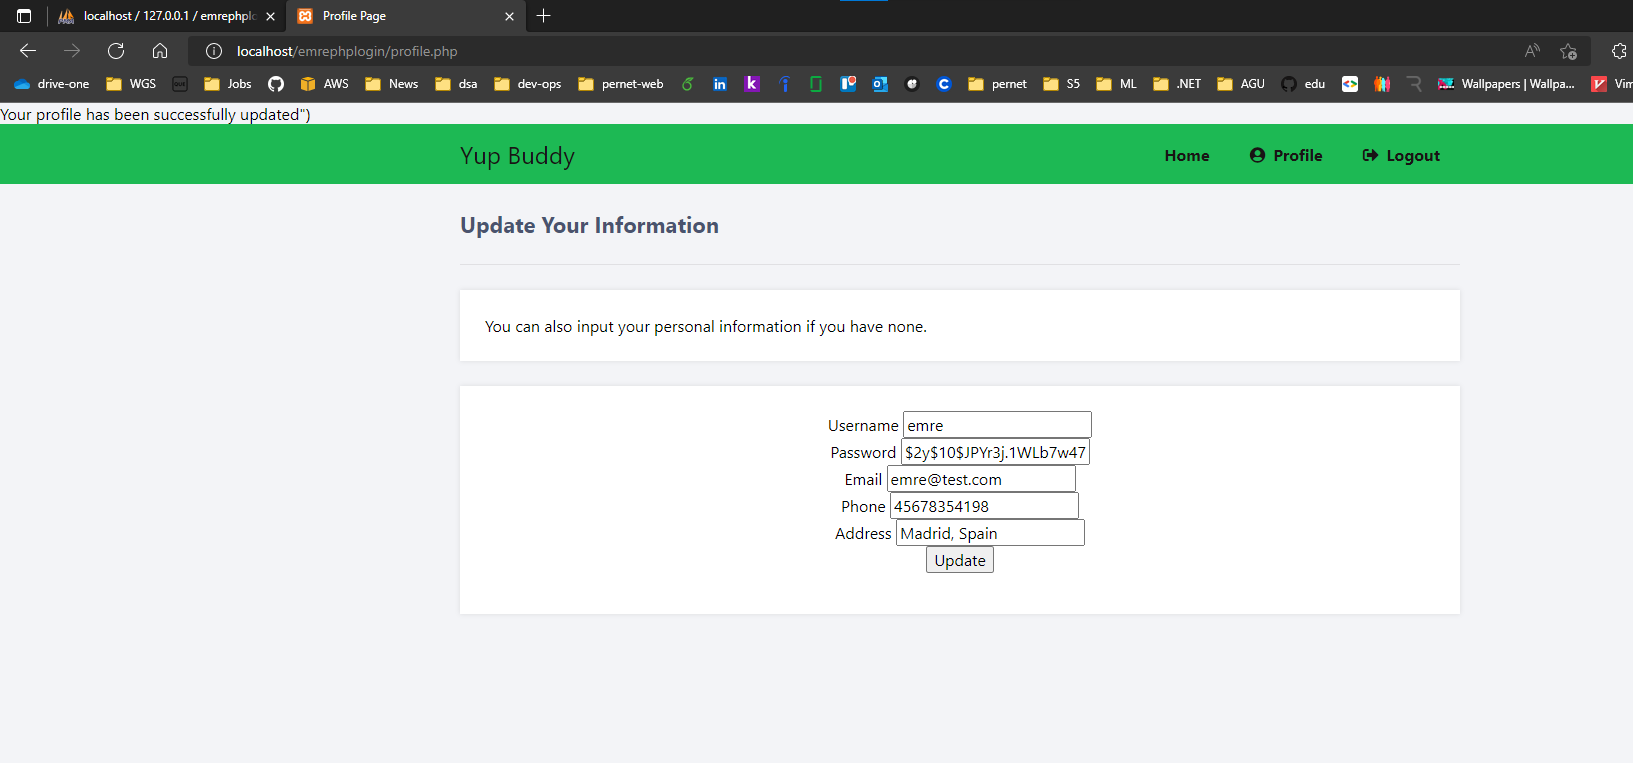 localhost / 127.0.0.1 / emrephplo
Profile Page
localhost/emrephplogin/profile.php
drive-one WGS Jobs AWS News dsa dev-ops pernet-web pernet S5 ML .NET AGU edu Wallpapers | Wallpa... Vim
Your profile has been successfully updated")
Yup Buddy Home Profile Logout
Update Your Information
You can also input your personal information if you have none.
Username emre
Password $2y$10$JPYr3j.1WLb7w47
Email emre@test.com
Phone 45678354198
Address Madrid, Spain
Update